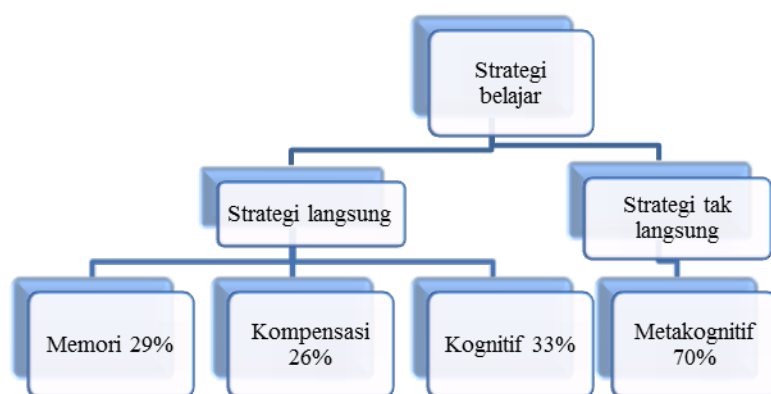 Strategi
belajar
Strategi langsung
Strategi tak
langsung
Memori 29%
Kompensasi
26%
Kognitif 33%
Metakognitif
70%